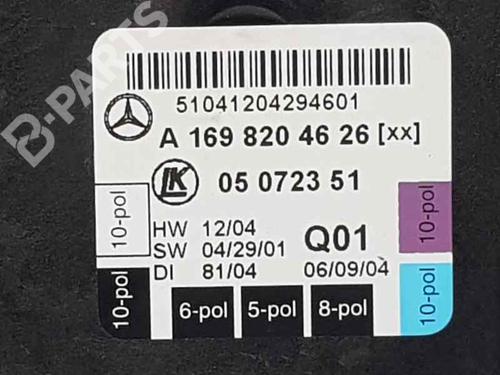 B-PARTS
51041204294601
A 169 820 46 26 [xx]
LK 05 0723 51
10-pol
10-pol
HW 12/04
SW 04/29/01 Q01
DI 81/04 06/09/04
10-pol
10-pol
6-pol 5-pol 8-pol